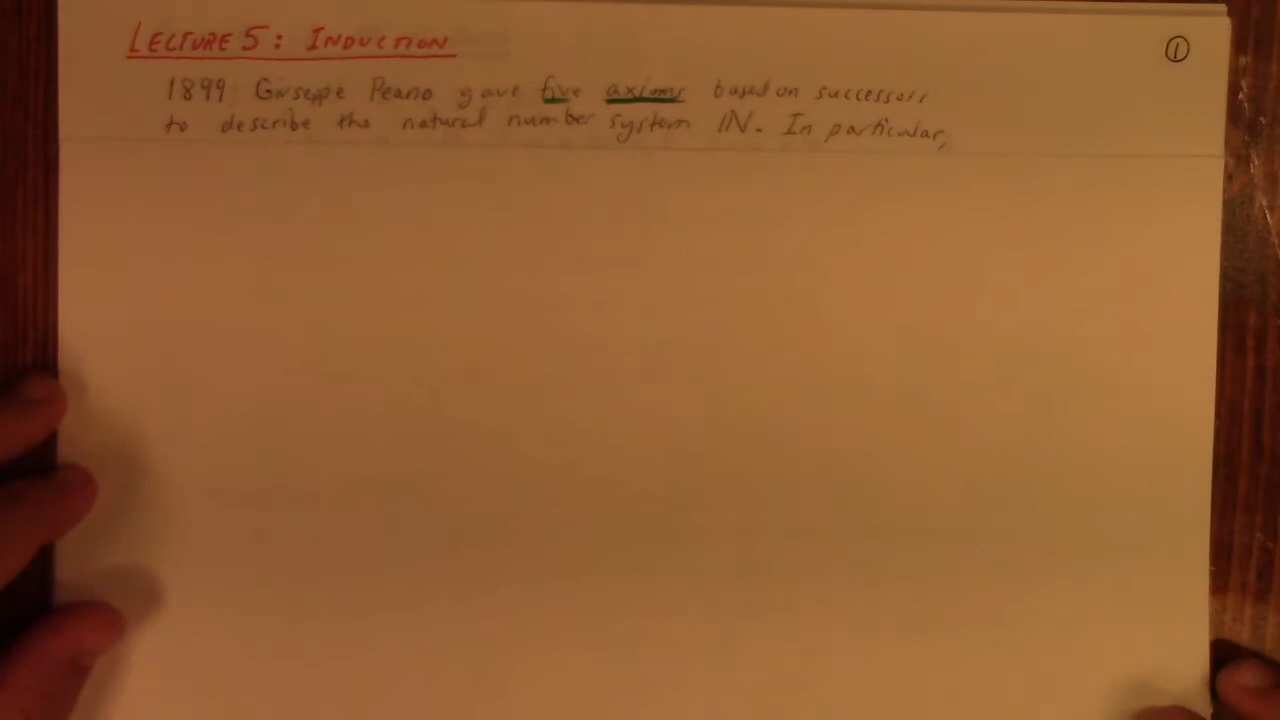 LECTURE 5: INDUCTION
①
1899 Giuseppe Peano gave five axioms based on successors
to describe the natural number system ℕ. In particular,